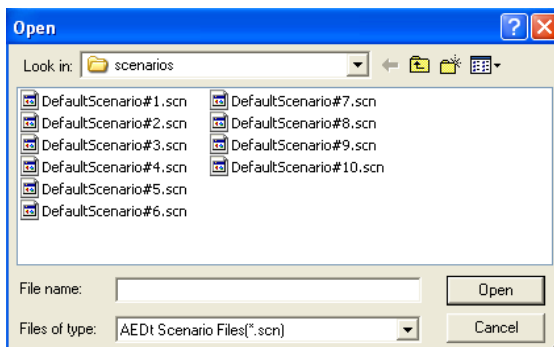 Open
Look in: scenarios
DefaultScenario#1.scn
DefaultScenario#2.scn
DefaultScenario#3.scn
DefaultScenario#4.scn
DefaultScenario#5.scn
DefaultScenario#6.scn
DefaultScenario#7.scn
DefaultScenario#8.scn
DefaultScenario#9.scn
DefaultScenario#10.scn
File name:
Open
Files of type: AEDt Scenario Files(*.scn)
Cancel